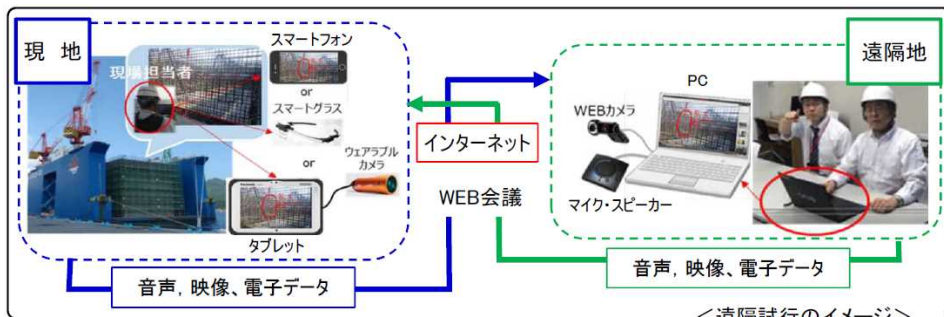 現 地
現場担当者
スマートフォン
or
スマートグラス
or
ウェアラブル
カメラ
タブレット
音声, 映像、電子データ
インターネット
WEB会議
遠隔地
PC
WEBカメラ
マイク・スピーカー
音声, 映像、電子データ
＜遠隔試行のイメージ＞